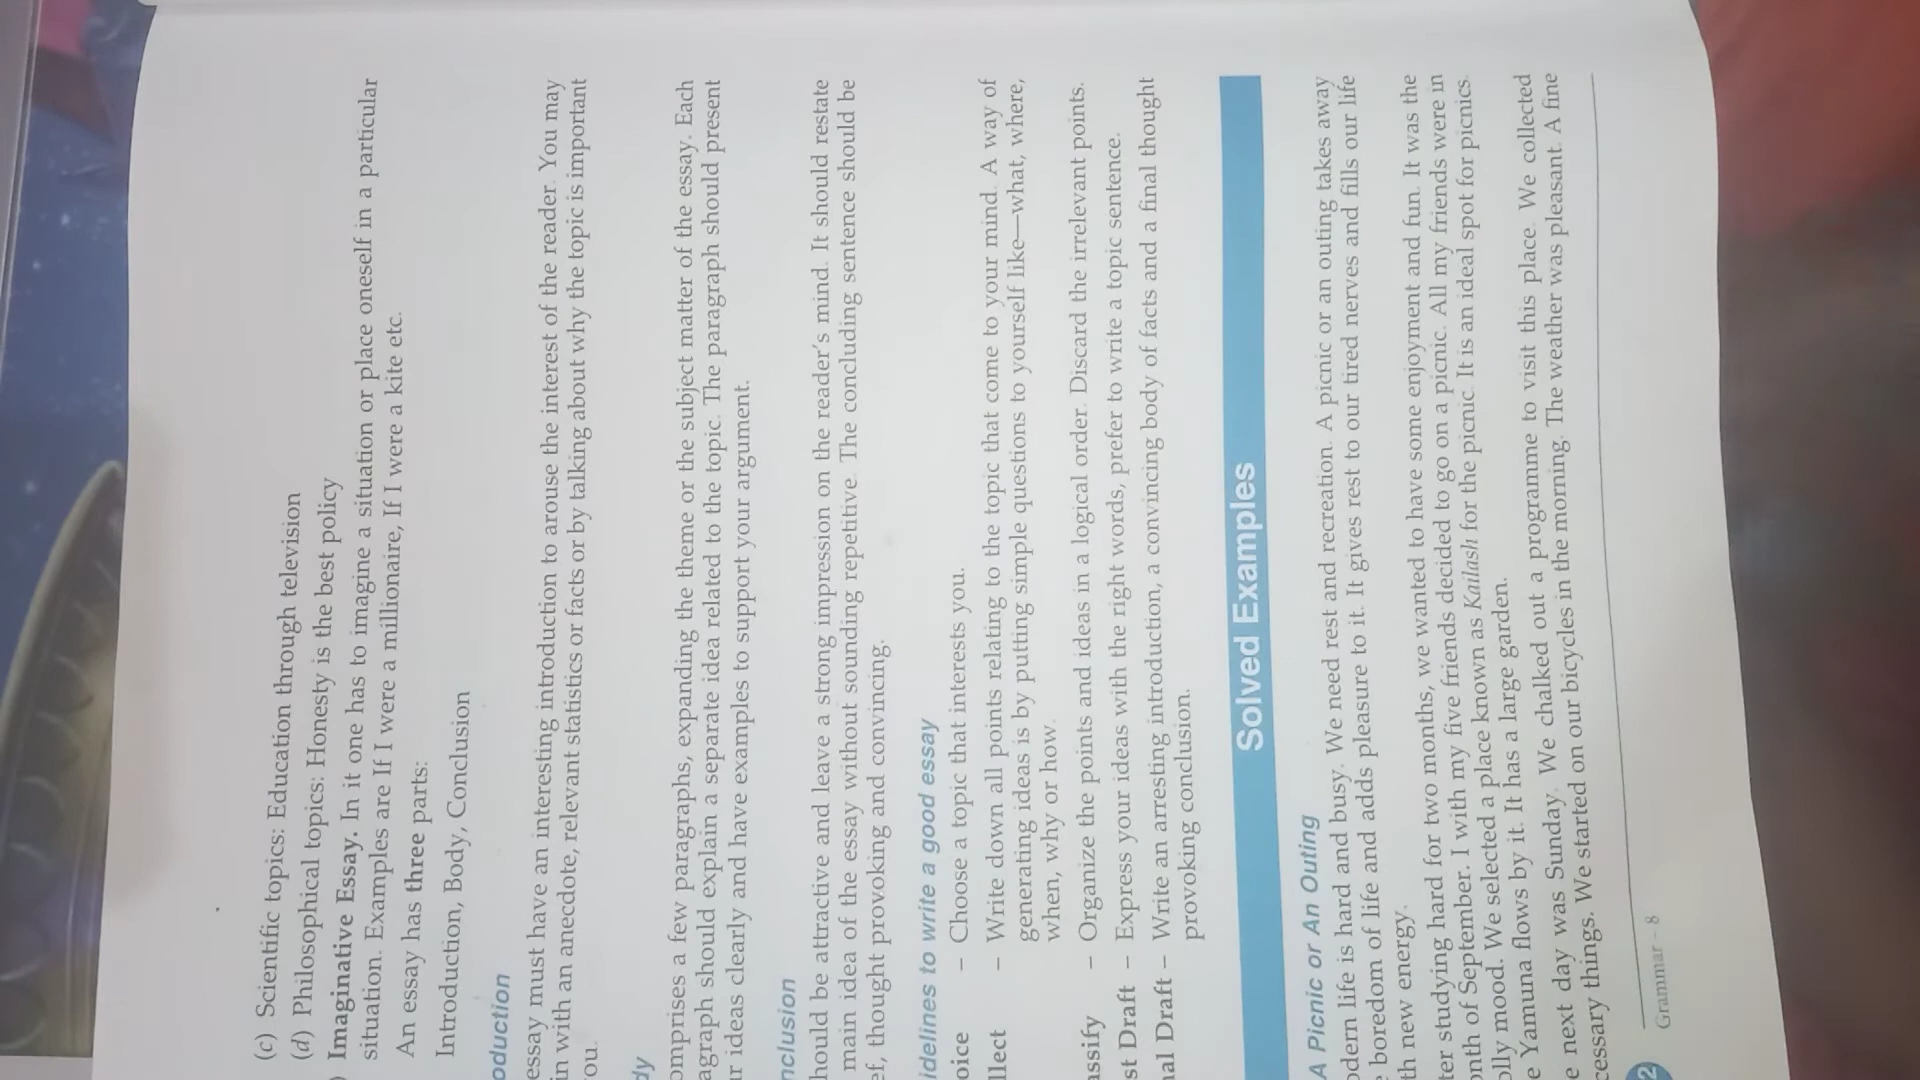 (c) Scientific topics: Education through television
(d) Philosophical topics: Honesty is the best policy
) Imaginative Essay. In it one has to imagine a situation or place oneself in a particular
situation. Examples are If I were a millionaire, If I were a kite etc.
An essay has three parts:
Introduction, Body, Conclusion
oduction
essay must have an interesting introduction to arouse the interest of the reader. You may
in with an anecdote, relevant statistics or facts or by talking about why the topic is important
ou.
dy
omprises a few paragraphs, expanding the theme or the subject matter of the essay. Each
agraph should explain a separate idea related to the topic. The paragraph should present
ur ideas clearly and have examples to support your argument.
nclusion
hould be attractive and leave a strong impression on the reader's mind. It should restate
main idea of the essay without sounding repetitive. The concluding sentence should be
ef, thought provoking and convincing.
idelines to write a good essay
oice – Choose a topic that interests you.
llect – Write down all points relating to the topic that come to your mind. A way of
generating ideas is by putting simple questions to yourself like—what, where,
when, why or how.
assify – Organize the points and ideas in a logical order. Discard the irrelevant points.
st Draft – Express your ideas with the right words, prefer to write a topic sentence.
nal Draft – Write an arresting introduction, a convincing body of facts and a final thought
provoking conclusion.
Solved Examples
A Picnic or An Outing
odern life is hard and busy. We need rest and recreation. A picnic or an outing takes away
e boredom of life and adds pleasure to it. It gives rest to our tired nerves and fills our life
th new energy.
ter studying hard for two months, we wanted to have some enjoyment and fun. It was the
onth of September. I with my five friends decided to go on a picnic. All my friends were in
olly mood. We selected a place known as Kailash for the picnic. It is an ideal spot for picnics.
e Yamuna flows by it. It has a large garden.
e next day was Sunday. We chalked out a programme to visit this place. We collected
cessary things. We started on our bicycles in the morning. The weather was pleasant. A fine
2 Grammar – 8